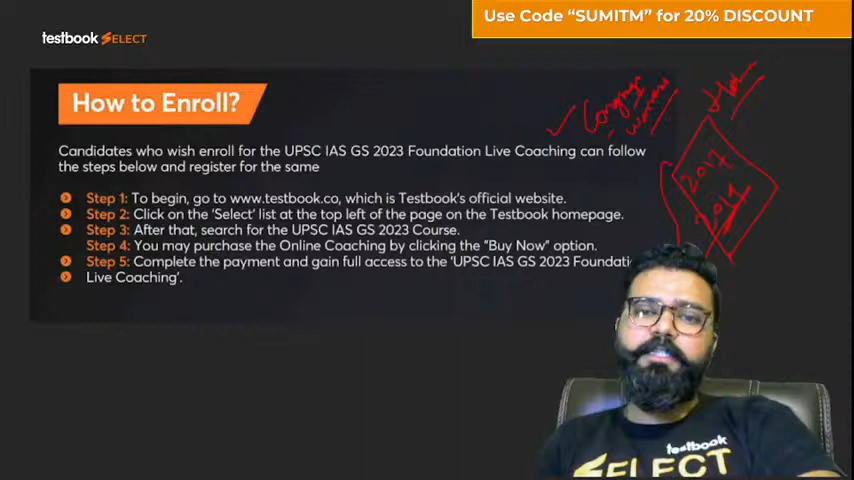 Use Code “SUMITM” for 20% DISCOUNT
testbook SELECT
How to Enroll?
Candidates who wish enroll for the UPSC IAS GS 2023 Foundation Live Coaching can follow
the steps below and register for the same
Step 1: To begin, go to www.testbook.co, which is Testbook's official website.
Step 2: Click on the 'Select' list at the top left of the page on the Testbook homepage.
Step 3: After that, search for the UPSC IAS GS 2023 Course.
Step 4: You may purchase the Online Coaching by clicking the "Buy Now" option.
Step 5: Complete the payment and gain full access to the 'UPSC IAS GS 2023
Live Coaching'.
2017
testbook
SELECT